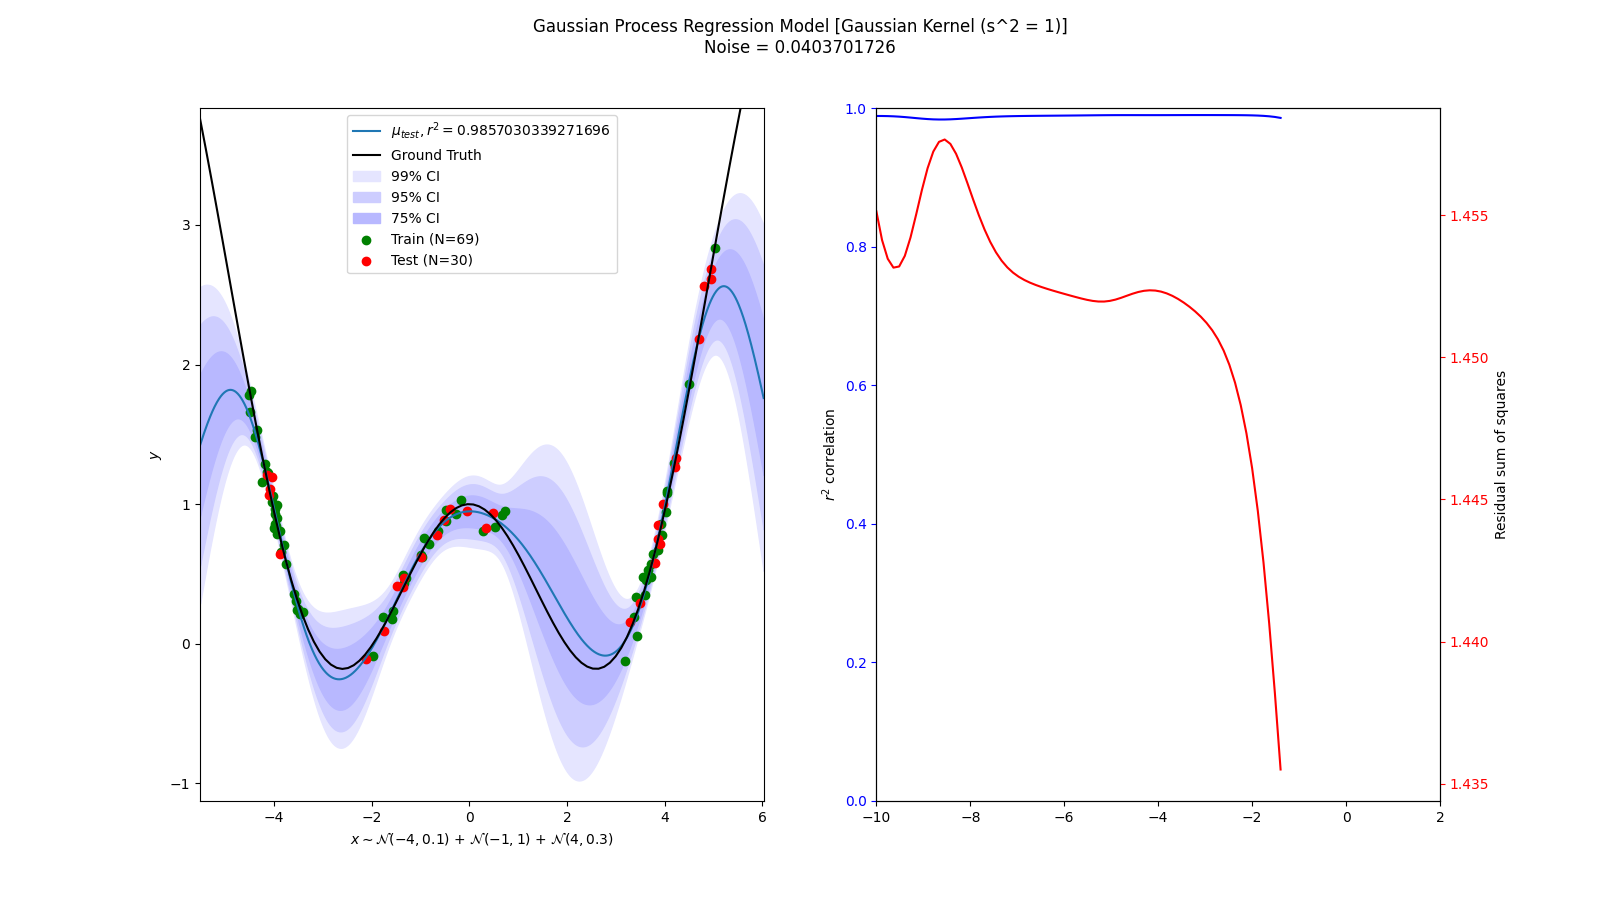 Gaussian Process Regression Model [Gaussian Kernel (s^2 = 1)]
Noise = 0.0403701726
μ_test, r² = 0.9857030339271696
Ground Truth
99% CI
95% CI
75% CI
Train (N=69)
Test (N=30)
3
2
1
0
−1
y
−4 −2 0 2 4 6
x ∼ 𝒩(−4, 0.1) + 𝒩(−1, 1) + 𝒩(4, 0.3)
1.0
0.8
0.6
0.4
0.2
0.0
r² correlation
−10 −8 −6 −4 −2 0 2
1.455
1.450
1.445
1.440
1.435
Residual sum of squares